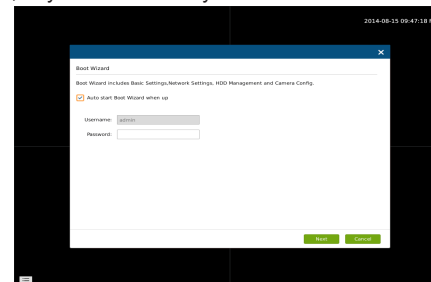 2014-08-15 09:47:18
Boot Wizard
Boot Wizard includes Basic Settings,Network Settings, HDD Management and Camera Config.
Auto start Boot Wizard when up
Username: admin
Password:
Next Cancel